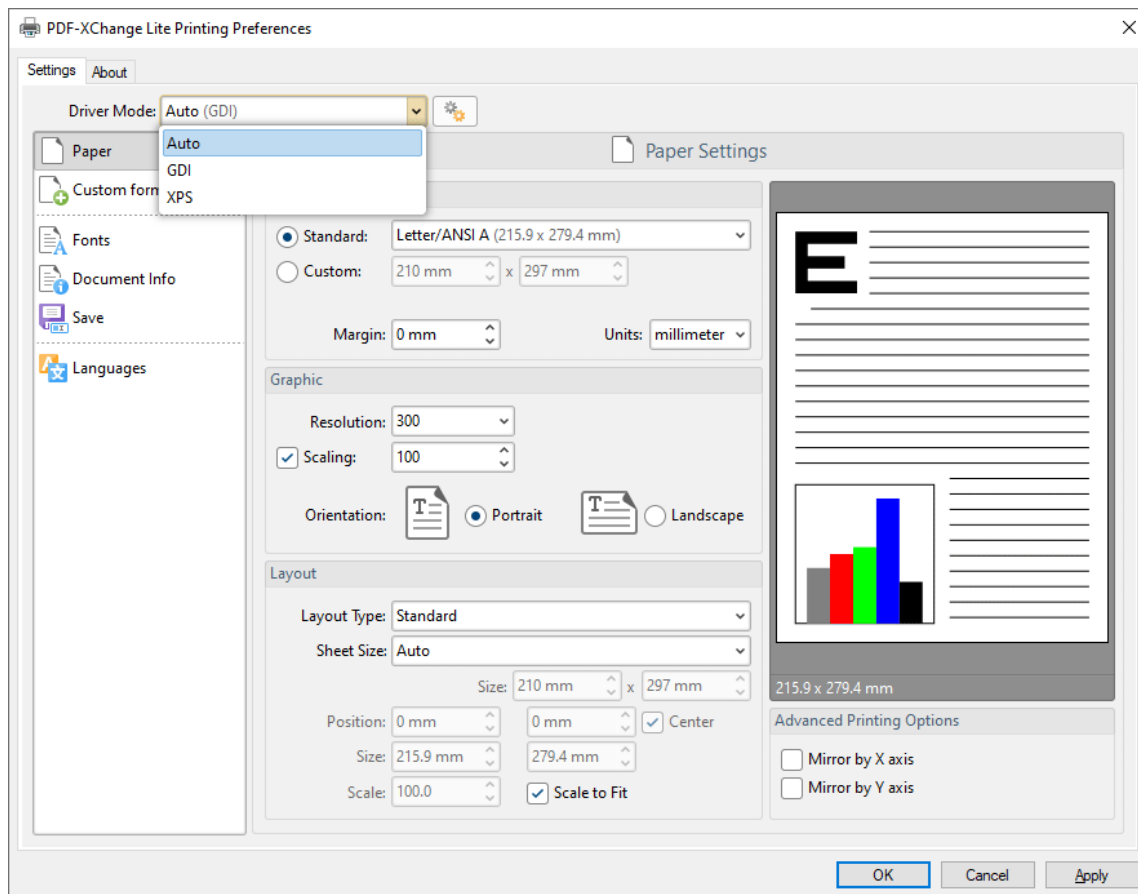 PDF-XChange Lite Printing Preferences
Settings About
Driver Mode: Auto (GDI)
Auto
GDI
XPS
Paper
Custom form
Fonts
Document Info
Save
Languages
Paper Settings
Standard: Letter/ANSI A (215.9 x 279.4 mm)
Custom: 210 mm x 297 mm
Margin: 0 mm Units: millimeter
Graphic
Resolution: 300
Scaling: 100
Orientation: T Portrait T Landscape
Layout
Layout Type: Standard
Sheet Size: Auto
Size: 210 mm x 297 mm
Position: 0 mm 0 mm Center
Size: 215.9 mm 279.4 mm
Scale: 100.0 Scale to Fit
E
215.9 x 279.4 mm
Advanced Printing Options
Mirror by X axis
Mirror by Y axis
OK Cancel Apply